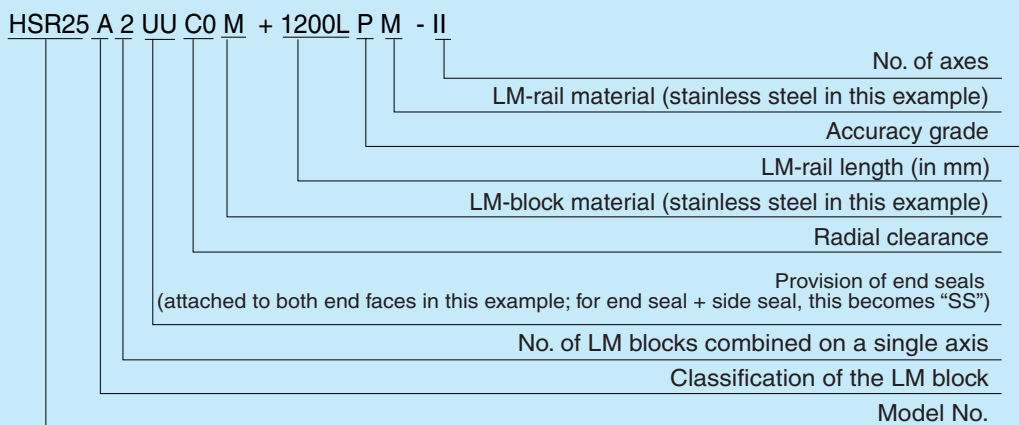 HSR25 A 2 UU C0 M + 1200L P M - II
No. of axes
LM-rail material (stainless steel in this example)
Accuracy grade
LM-rail length (in mm)
LM-block material (stainless steel in this example)
Radial clearance
Provision of end seals
(attached to both end faces in this example; for end seal + side seal, this becomes “SS”)
No. of LM blocks combined on a single axis
Classification of the LM block
Model No.